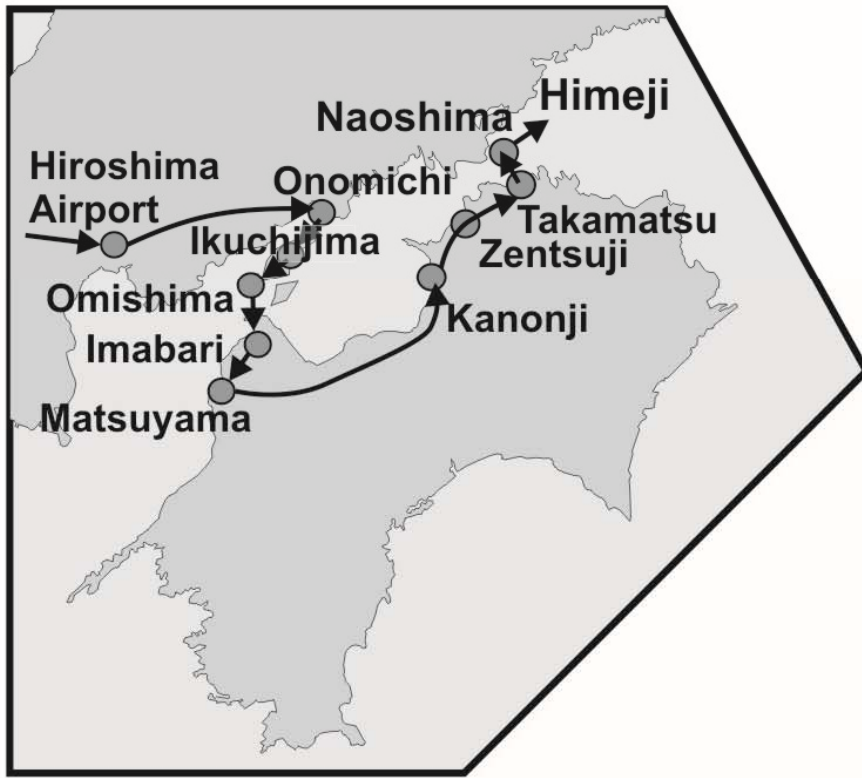 Himeji
Naoshima
Hiroshima
Airport
Onomichi
Ikuchijima
Takamatsu
Zentsuji
Omishima
Kanonji
Imabari
Matsuyama